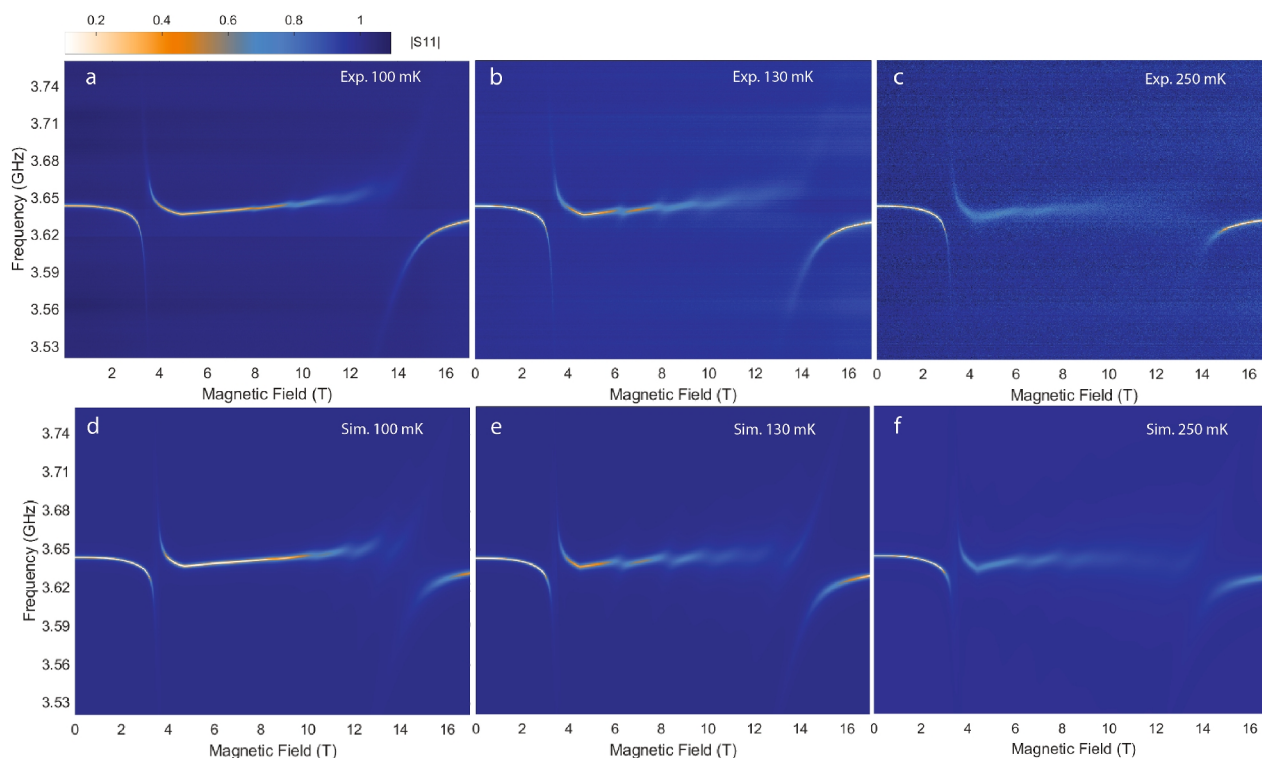 0.2 0.4 0.6 0.8 1 |S11|
a Exp. 100 mK
b Exp. 130 mK
c Exp. 250 mK
Frequency (GHz)
3.74
3.71
3.68
3.65
3.62
3.59
3.56
3.53
2 4 6 8 10 12 14 16
0 2 4 6 8 10 12 14 16
0 2 4 6 8 10 12 14 16
Magnetic Field (T)
Magnetic Field (T)
Magnetic Field (T)
d Sim. 100 mK
e Sim. 130 mK
f Sim. 250 mK
Frequency (GHz)
3.74
3.71
3.68
3.65
3.62
3.59
3.56
3.53
0 2 4 6 8 10 12 14 16
0 2 4 6 8 10 12 14 16
0 2 4 6 8 10 12 14 16
Magnetic Field (T)
Magnetic Field (T)
Magnetic Field (T)